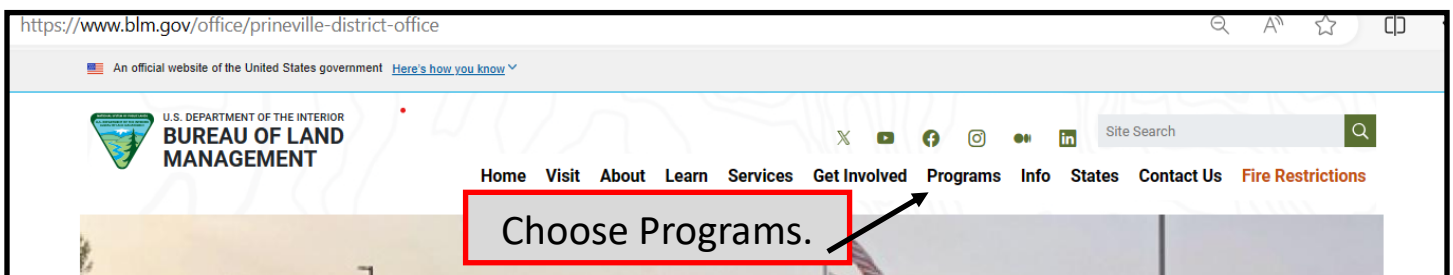 https://www.blm.gov/office/prineville-district-office
An official website of the United States government Here's how you know
U.S. DEPARTMENT OF THE INTERIOR
BUREAU OF LAND
MANAGEMENT
Site Search
Home Visit About Learn Services Get Involved Programs Info States Contact Us Fire Restrictions
Choose Programs.